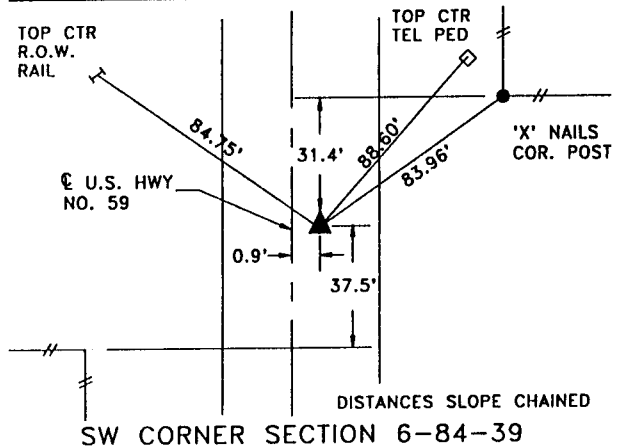 TOP CTR
R.O.W.
RAIL
TOP CTR
TEL PED
84.75'
31.4'
88.60'
83.96'
'X' NAILS
COR. POST
℄ U.S. HWY
NO. 59
0.9'
37.5'
DISTANCES SLOPE CHAINED
SW CORNER SECTION 6-84-39